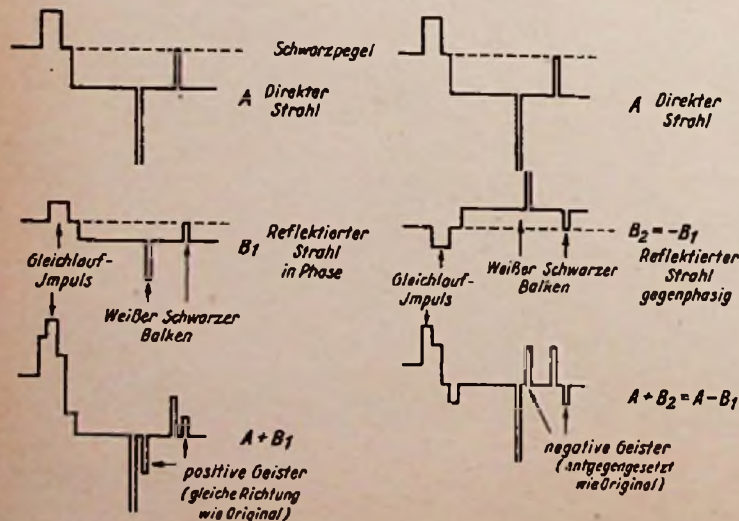 Schwarzpegel
A Direkter
Strahl
B1 Reflektierter
Strahl
in Phase
Gleichlauf-
Jmpuls
Weißer Schwarzer
Balken
A + B1
positive Geister
(gleiche Richtung
wie Original)
A Direkter
Strahl
B2 = -B1
Reflektierter
Strahl
gegenphasig
Gleichlauf-
Jmpuls
Weißer Schwarzer
Balken
A + B2 = A - B1
negative Geister
(antgegengesetzt
wie Original)